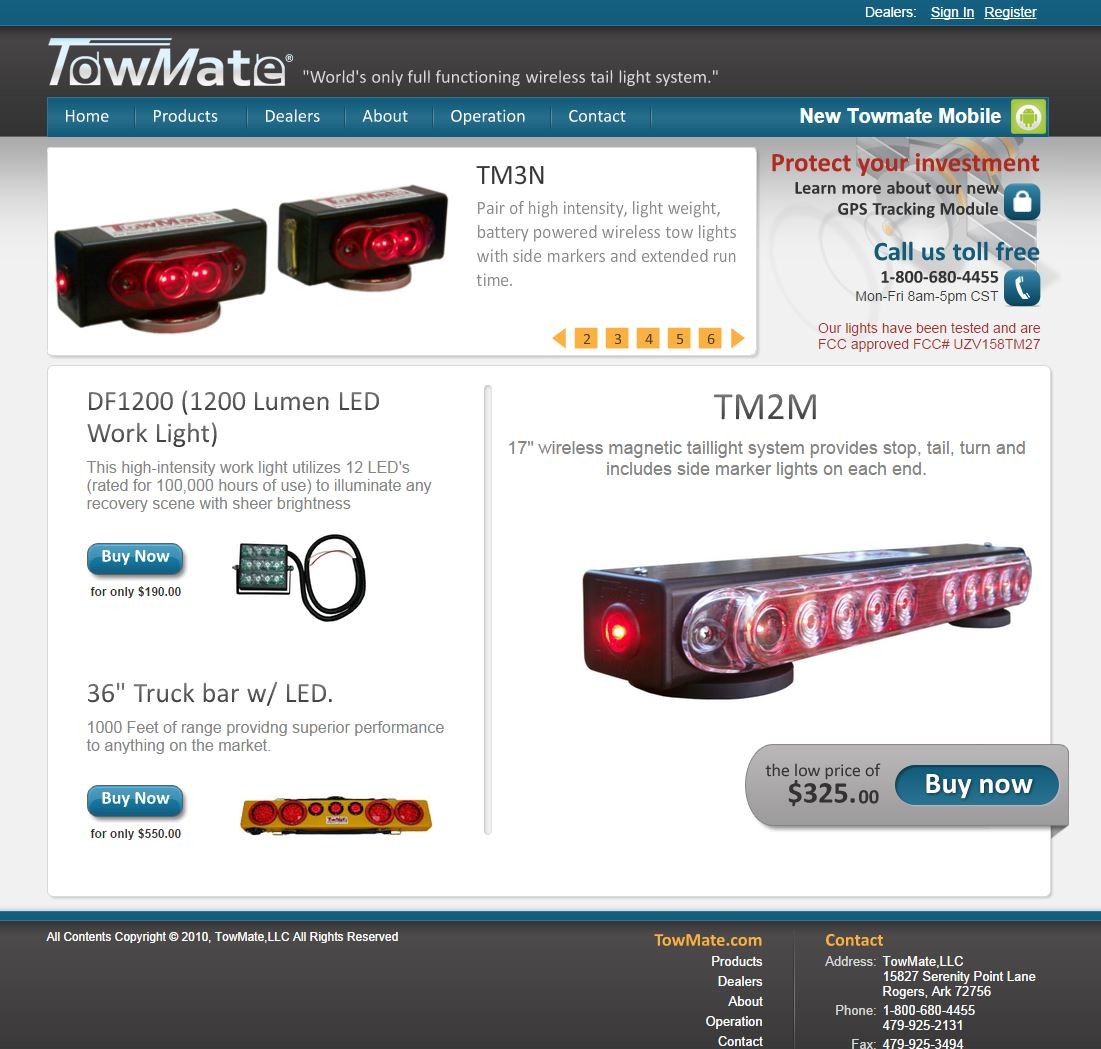 Dealers: Sign In Register
TowMate® "World's only full functioning wireless tail light system."
Home Products Dealers About Operation Contact New Towmate Mobile
TM3N
Pair of high intensity, light weight,
battery powered wireless tow lights
with side markers and extended run
time.
TowMate
TowMate
2 3 4 5 6
Protect your investment
Learn more about our new
GPS Tracking Module
Call us toll free
1-800-680-4455
Mon-Fri 8am-5pm CST
Our lights have been tested and are
FCC approved FCC# UZV158TM27
DF1200 (1200 Lumen LED
Work Light)
This high-intensity work light utilizes 12 LED's
(rated for 100,000 hours of use) to illuminate any
recovery scene with sheer brightness
Buy Now
for only $190.00
36" Truck bar w/ LED.
1000 Feet of range providng superior performance
to anything on the market.
Buy Now
for only $550.00
TowMate
TM2M
17" wireless magnetic taillight system provides stop, tail, turn and
includes side marker lights on each end.
the low price of
$325.00
Buy now
All Contents Copyright © 2010, TowMate,LLC All Rights Reserved
TowMate.com
Products
Dealers
About
Operation
Contact
Contact
Address: TowMate,LLC
15827 Serenity Point Lane
Rogers, Ark 72756
Phone: 1-800-680-4455
479-925-2131
Fax: 479-925-3494